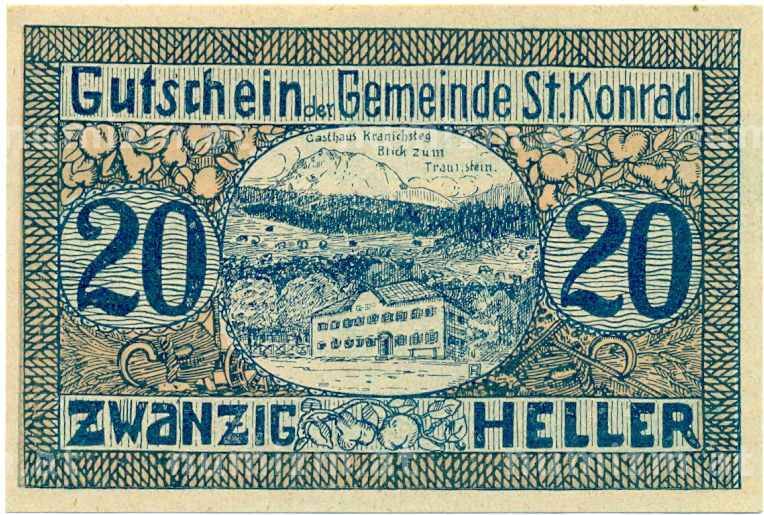 Gutschein der Gemeinde St. Konrad.
Gasthaus Kranichsteg
Blick zum
Traunstein.
20 20
ZWANZIG HELLER